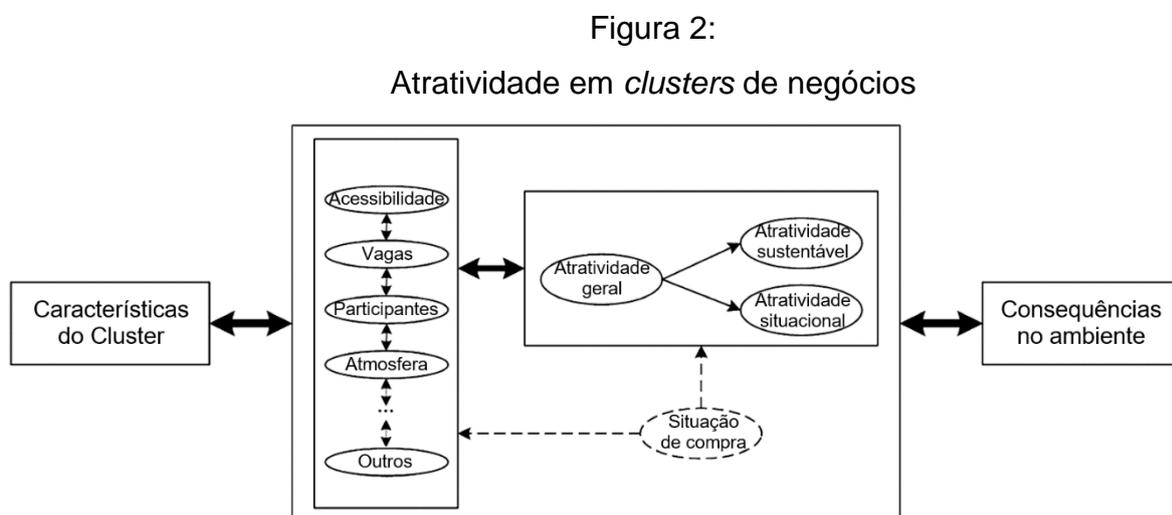 Figura 2:
Atratividade em clusters de negócios
Acessibilidade
Vagas
Participantes
Atmosfera
...
Outros
Atratividade
geral
Atratividade
sustentável
Atratividade
situacional
Situação
de compra
Característícas
do Cluster
Consequências
no ambiente